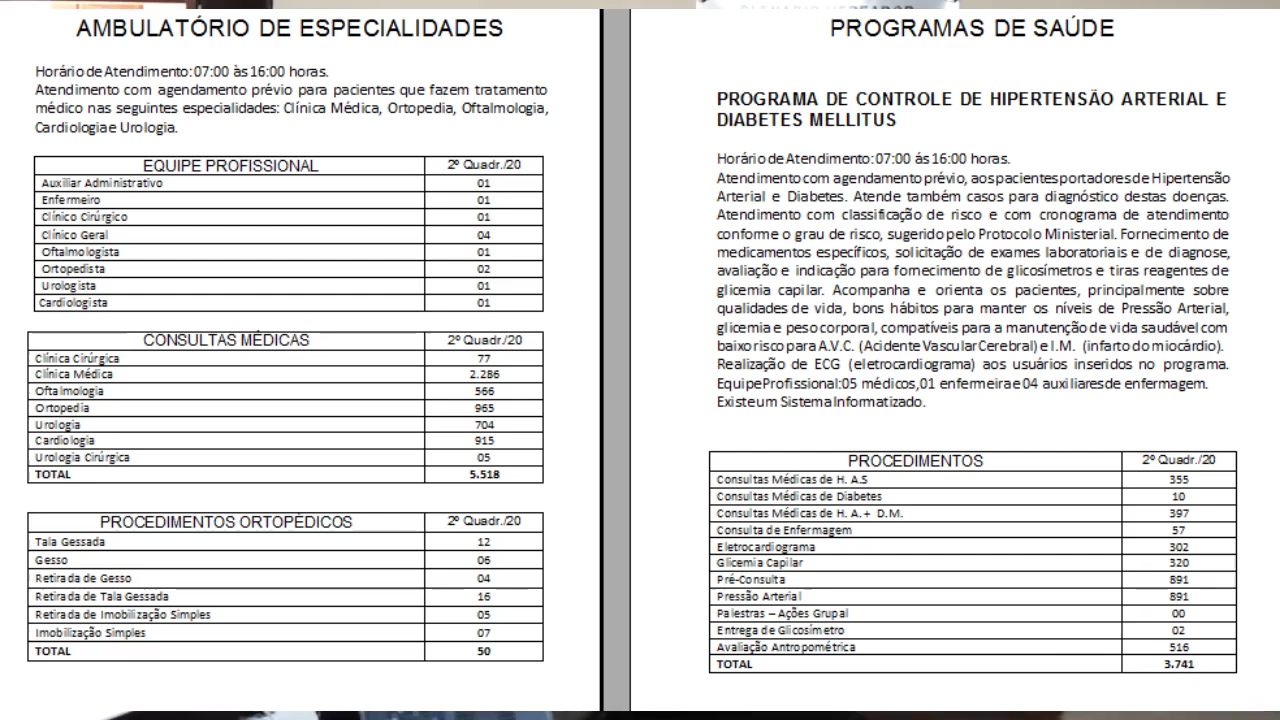 AMBULATÓRIO DE ESPECIALIDADES
Horário de Atendimento: 07:00 às 16:00 horas.
Atendimento com agendamento prévio para pacientes que fazem tratamento
médico nas seguintes especialidades: Clínica Médica, Ortopedia, Oftalmologia,
Cardiologia e Urologia.
EQUIPE PROFISSIONAL 2º Quadr./20
Auxiliar Administrativo 01
Enfermeiro 01
Clínico Cirúrgico 01
Clínico Geral 04
Oftalmologista 01
Ortopedista 02
Urologista 01
Cardiologista 01
CONSULTAS MÉDICAS 2º Quadr./20
Clínica Cirúrgica 77
Clínica Médica 2.286
Oftalmologia 566
Ortopedia 965
Urologia 704
Cardiologia 915
Urologia Cirúrgica 05
TOTAL 5.518
PROCEDIMENTOS ORTOPÉDICOS 2º Quadr./20
Tala Gessada 12
Gesso 06
Retirada de Gesso 04
Retirada de Tala Gessada 16
Retirada de Imobilização Simples 05
Imobilização Simples 07
TOTAL 50
PROGRAMAS DE SAÚDE
PROGRAMA DE CONTROLE DE HIPERTENSÃO ARTERIAL E
DIABETES MELLITUS
Horário de Atendimento: 07:00 ás 16:00 horas.
Atendimento com agendamento prévio, aos pacientes portadores de Hipertensão
Arterial e Diabetes. Atende também casos para diagnóstico destas doenças.
Atendimento com classificação de risco e com cronograma de atendimento
conforme o grau de risco, sugerido pelo Protocolo Ministerial. Fornecimento de
medicamentos específicos, solicitação de exames laboratoriais e de diagnose,
avaliação e indicação para fornecimento de glicosímetros e tiras reagentes de
glicemia capilar. Acompanha e orienta os pacientes, principalmente sobre
qualidades de vida, bons hábitos para manter os níveis de Pressão Arterial,
glicemia e peso corporal, compatíveis para a manutenção de vida saudável com
baixo risco para A.V.C. (Acidente Vascular Cerebral) e I.M. (infarto do miocárdio).
Realização de ECG (eletrocardiograma) aos usuários inseridos no programa.
Equipe Profissional: 05 médicos, 01 enfermeira e 04 auxiliares de enfermagem.
Existe um Sistema Informatizado.
PROCEDIMENTOS 2º Quadr./20
Consultas Médicas de H. A.S 355
Consultas Médicas de Diabetes 10
Consultas Médicas de H. A.+ D.M. 397
Consulta de Enfermagem 57
Eletrocardiograma 302
Glicemia Capilar 320
Pré-Consulta 891
Pressão Arterial 891
Palestras – Ações Grupal 00
Entrega de Glicosímetro 02
Avaliação Antropométrica 516
TOTAL 3.741